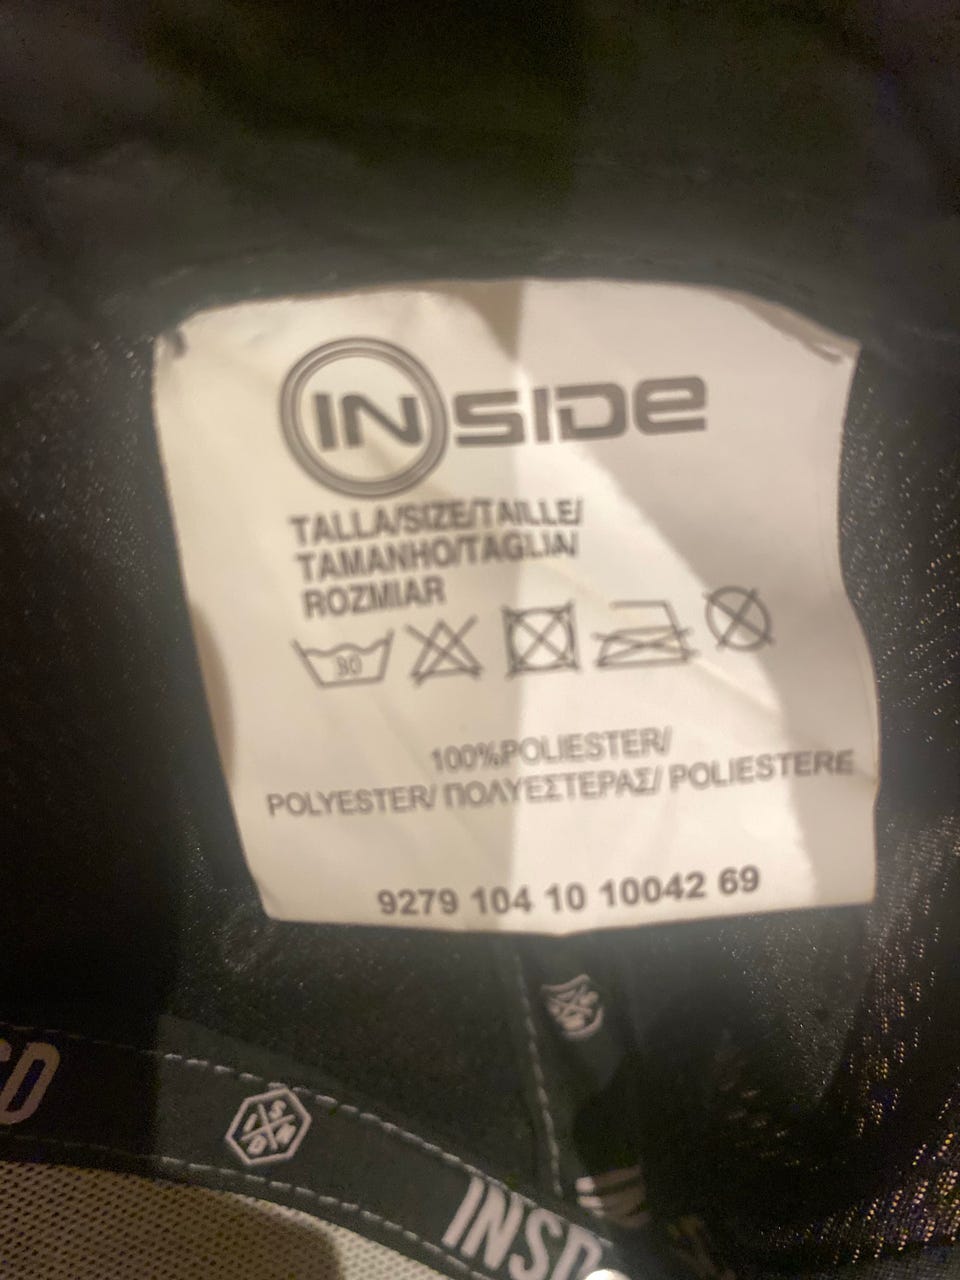 INSIDE
TALLA/SIZE/TAILLE/
TAMANHO/TAGLIA/
ROZMIAR
30
100%POLIESTER/
POLYESTER/ ΠΟΛΥΕΣΤΕΡΑΣ/ POLIESTERE
9279 104 10 10042 69
SD
INSD